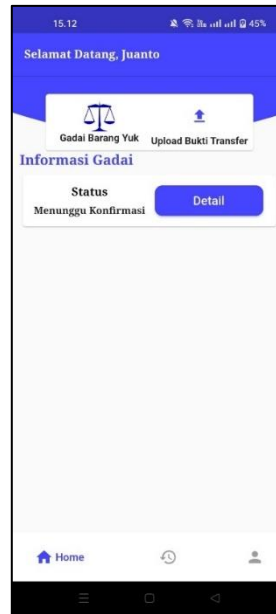 15.12
45%
Selamat Datang, Juanto
Gadai Barang Yuk
Upload Bukti Transfer
Informasi Gadai
Status
Menunggu Konfirmasi
Detail
Home